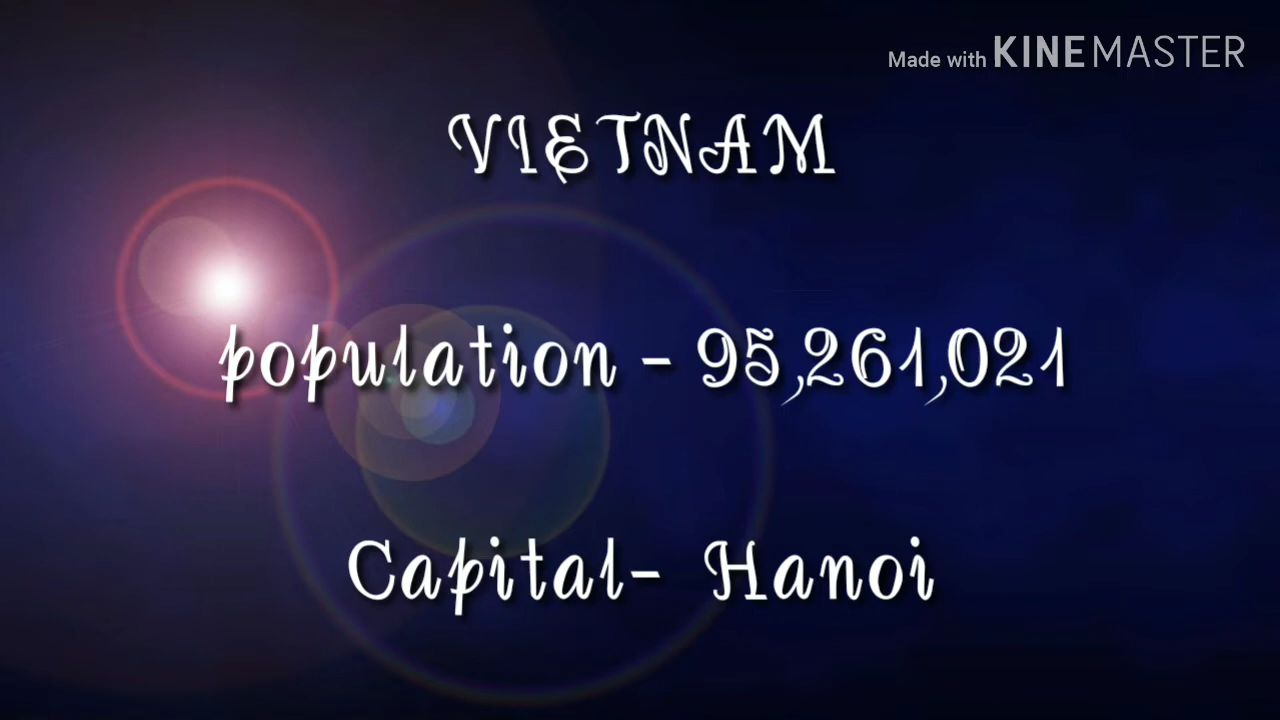 Made with KINEMASTER
VIETNAM
population - 95,261,021
Capital- Hanoi